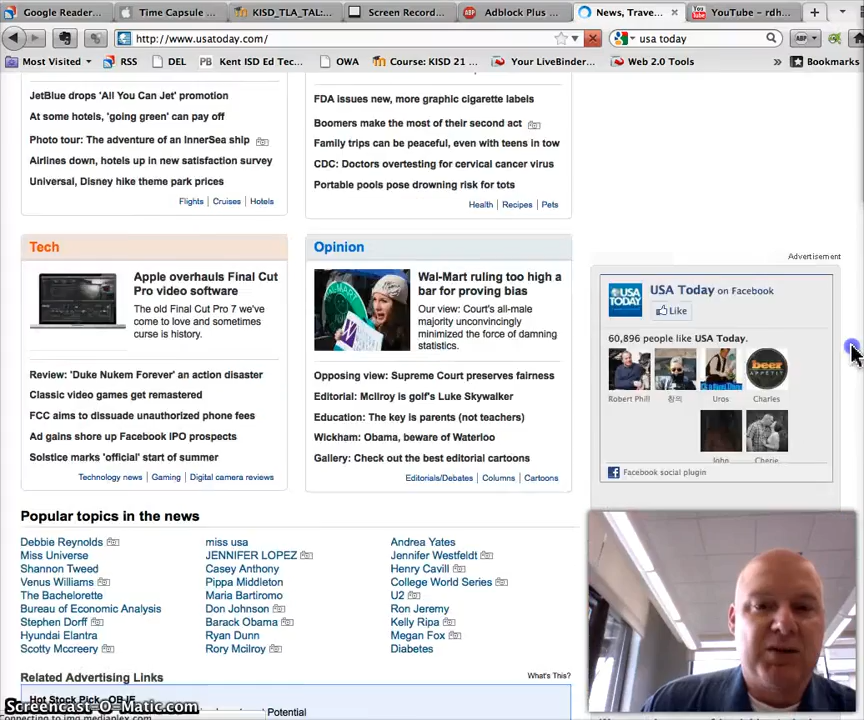 Google Reader...
Time Capsule ...
KISD_TLA_TAL:...
Screen Record...
Adblock Plus ...
News, Trave...
YouTube – rdh...
http://www.usatoday.com/
usa today
ABP
Most Visited
RSS
DEL
Kent ISD Ed Tec...
OWA
Course: KISD 21 ...
Your LiveBinder...
Web 2.0 Tools
»
Bookmarks
JetBlue drops 'All You Can Jet' promotion
At some hotels, 'going green' can pay off
Photo tour: The adventure of an InnerSea ship
Airlines down, hotels up in new satisfaction survey
Universal, Disney hike theme park prices
Flights | Cruises | Hotels
FDA issues new, more graphic cigarette labels
Boomers make the most of their second act
Family trips can be peaceful, even with teens in tow
CDC: Doctors overtesting for cervical cancer virus
Portable pools pose drowning risk for tots
Health | Recipes | Pets
Tech
Apple overhauls Final Cut
Pro video software
The old Final Cut Pro 7 we've
come to love and sometimes
curse is history.
Review: 'Duke Nukem Forever' an action disaster
Classic video games get remastered
FCC aims to dissuade unauthorized phone fees
Ad gains shore up Facebook IPO prospects
Solstice marks 'official' start of summer
Technology news | Gaming | Digital camera reviews
Opinion
Wal-Mart ruling too high a
bar for proving bias
Our view: Court's all-male
majority unconvincingly
minimized the force of damning
statistics.
Opposing view: Supreme Court preserves fairness
Editorial: McIlroy is golf's Luke Skywalker
Education: The key is parents (not teachers)
Wickham: Obama, beware of Waterloo
Gallery: Check out the best editorial cartoons
Editorials/Debates | Columns | Cartoons
Advertisement
USA TODAY
USA Today on Facebook
Like
60,896 people like USA Today.
beer
APPETIT
Robert Phill
창의
Uros
Charles
John
Cherie
Facebook social plugin
Popular topics in the news
Debbie Reynolds
Miss Universe
Shannon Tweed
Venus Williams
The Bachelorette
Bureau of Economic Analysis
Stephen Dorff
Hyundai Elantra
Scotty Mccreery
miss usa
JENNIFER LOPEZ
Casey Anthony
Pippa Middleton
Maria Bartiromo
Don Johnson
Barack Obama
Ryan Dunn
Rory Mcilroy
Andrea Yates
Jennifer Westfeldt
Henry Cavill
College World Series
U2
Ron Jeremy
Kelly Ripa
Megan Fox
Diabetes
Related Advertising Links
What's This?
Hot Stock Pick - OBJE
Potential
Screencast-O-Matic.com